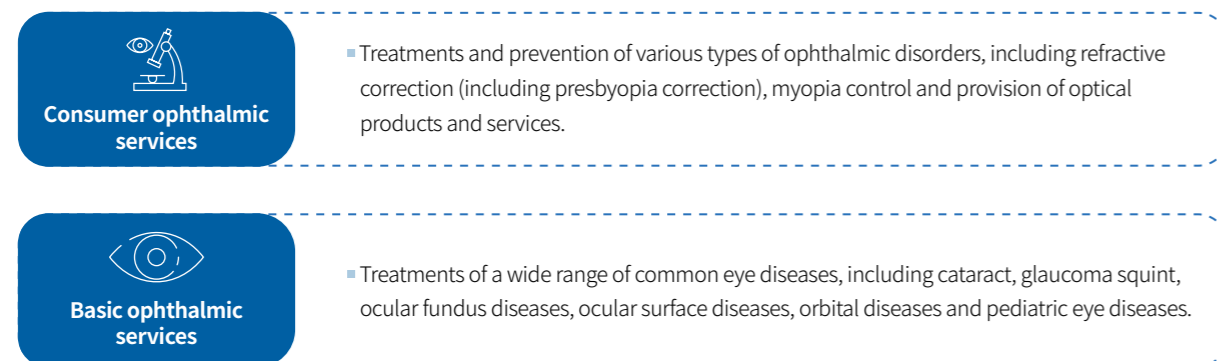 Consumer ophthalmic
services
▪Treatments and prevention of various types of ophthalmic disorders, including refractive
correction (including presbyopia correction), myopia control and provision of optical
products and services.
Basic ophthalmic
services
▪Treatments of a wide range of common eye diseases, including cataract, glaucoma squint,
ocular fundus diseases, ocular surface diseases, orbital diseases and pediatric eye diseases.